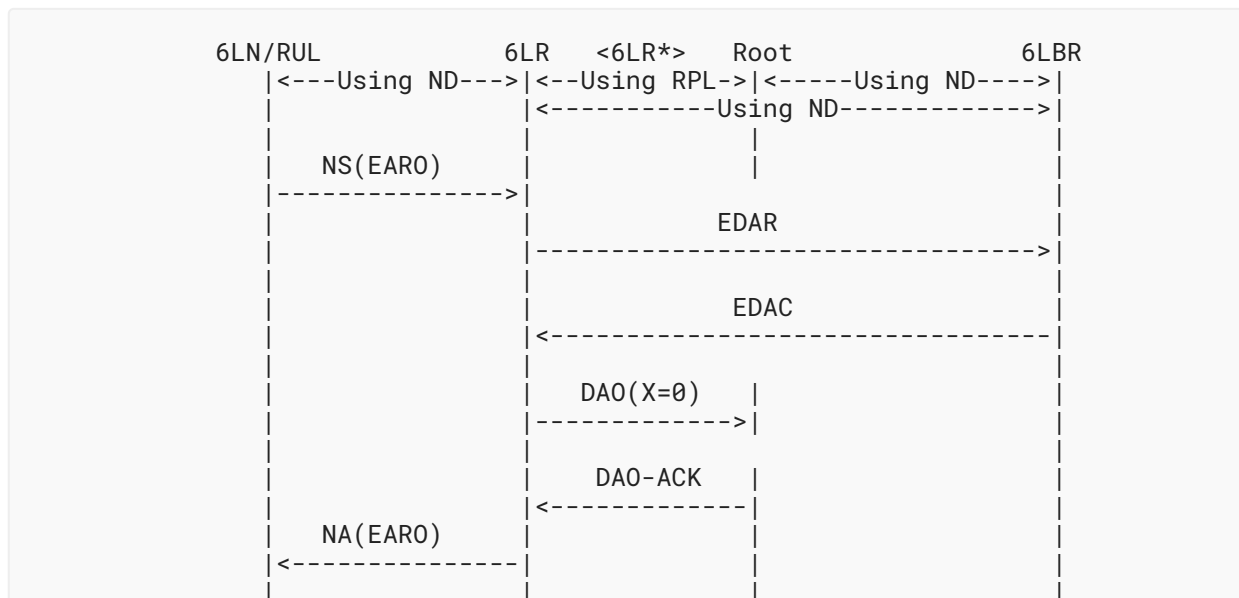 6LN/RUL 6LR <6LR*> Root 6LBR
|<---Using ND--->|<--Using RPL->|<-----Using ND---->|
|<-----------Using ND------------->|
NS(EARO)
EDAR
EDAC
DAO(X=0)
DAO-ACK
NA(EARO)